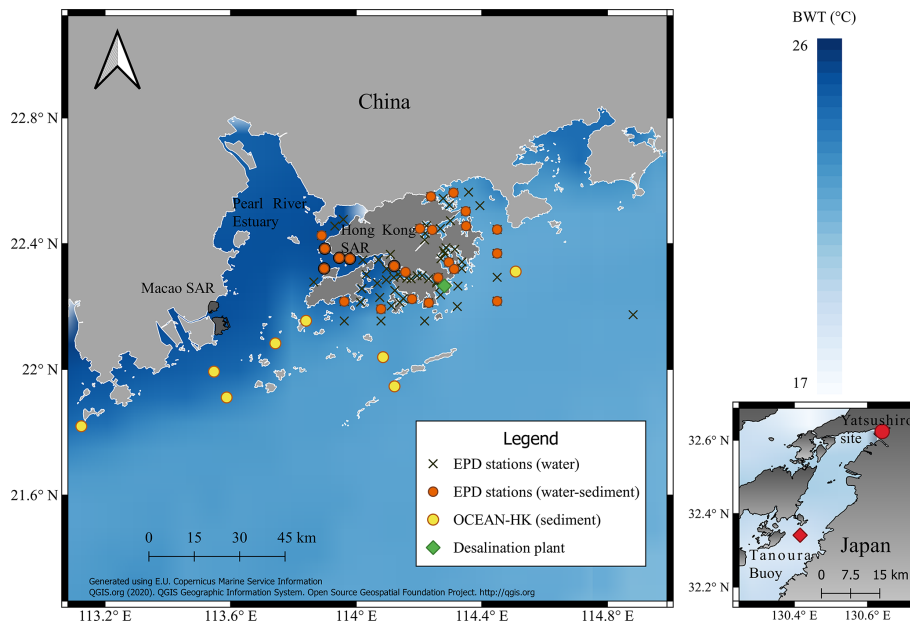 BWT (°C)
26
17
China
22.8° N
22.4° N
22° N
21.6° N
Pearl River
Estuary
Hong Kong
SAR
Macao SAR
Legend
EPD stations (water)
EPD stations (water-sediment)
OCEAN-HK (sediment)
Desalination plant
0 15 30 45 km
Generated using E.U. Copernicus Marine Service Information
QGIS.org (2020). QGIS Geographic Information System. Open Source Geospatial Foundation Project. http://qgis.org
113.2° E 113.6° E 114° E 114.4° E 114.8° E
Yatsushiro
site
32.6° N
32.4° N
32.2° N
Tanoura
Buoy
Japan
0 7.5 15 km
130.4° E 130.6° E